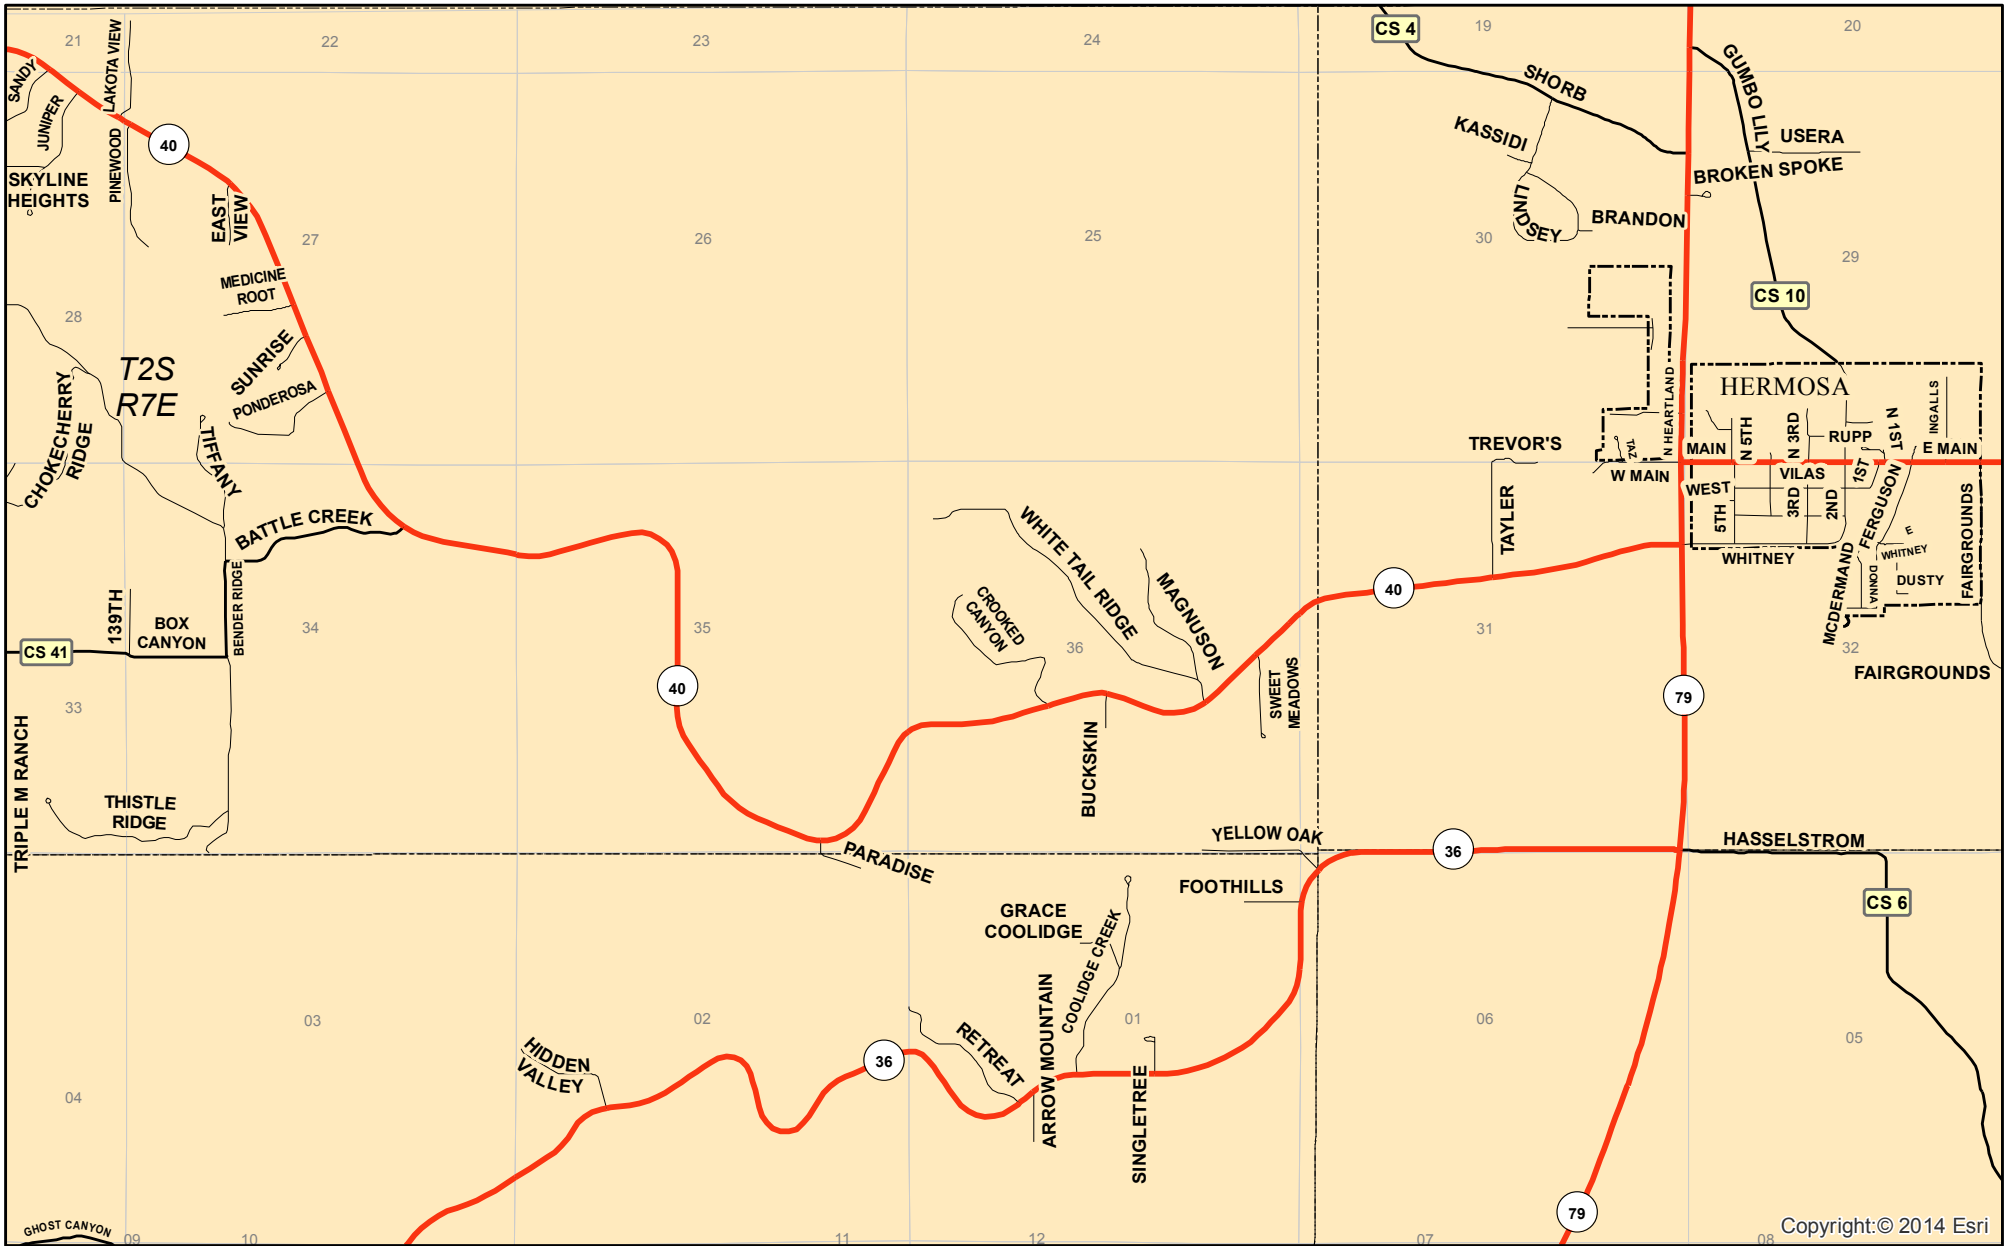 21
22
23
24
19
20
CS 4
SANDY
JUNIPER
LAKOTA VIEW
PINEWOOD
40
SKYLINE
HEIGHTS
EAST
VIEW
27
26
25
30
29
SHORB
KASSIDI
LINDSEY
BRANDON
GUMBO LILY
USERA
BROKEN SPOKE
CS 10
MEDICINE
ROOT
28
T2S
R7E
SUNRISE
PONDEROSA
CHOKECHERRY
RIDGE
TIFFANY
BATTLE CREEK
HERMOSA
N HEARTLAND
TREVOR'S
TAZ
W MAIN
MAIN
N 5TH
N 3RD
RUPP
N 1ST
INGALLS
E MAIN
VILAS
1ST
WEST
5TH
3RD
2ND
FERGUSON
FAIRGROUNDS
E
WHITNEY
WHITNEY
DUSTY
DONNA
MCDERMAND
TAYLER
WHITE TAIL RIDGE
MAGNUSON
CROOKED
CANYON
40
139TH
BOX
CANYON
BENDER RIDGE
CS 41
34
35
36
31
32
FAIRGROUNDS
33
40
79
SWEET
MEADOWS
BUCKSKIN
TRIPLE M RANCH
THISTLE
RIDGE
PARADISE
YELLOW OAK
36
HASSELSTROM
FOOTHILLS
CS 6
GRACE
COOLIDGE
COOLIDGE CREEK
03
02
01
06
05
HIDDEN
VALLEY
36
RETREAT
ARROW MOUNTAIN
SINGLETREE
04
79
GHOST CANYON
09
10
11
12
07
08
Copyright:© 2014 Esri